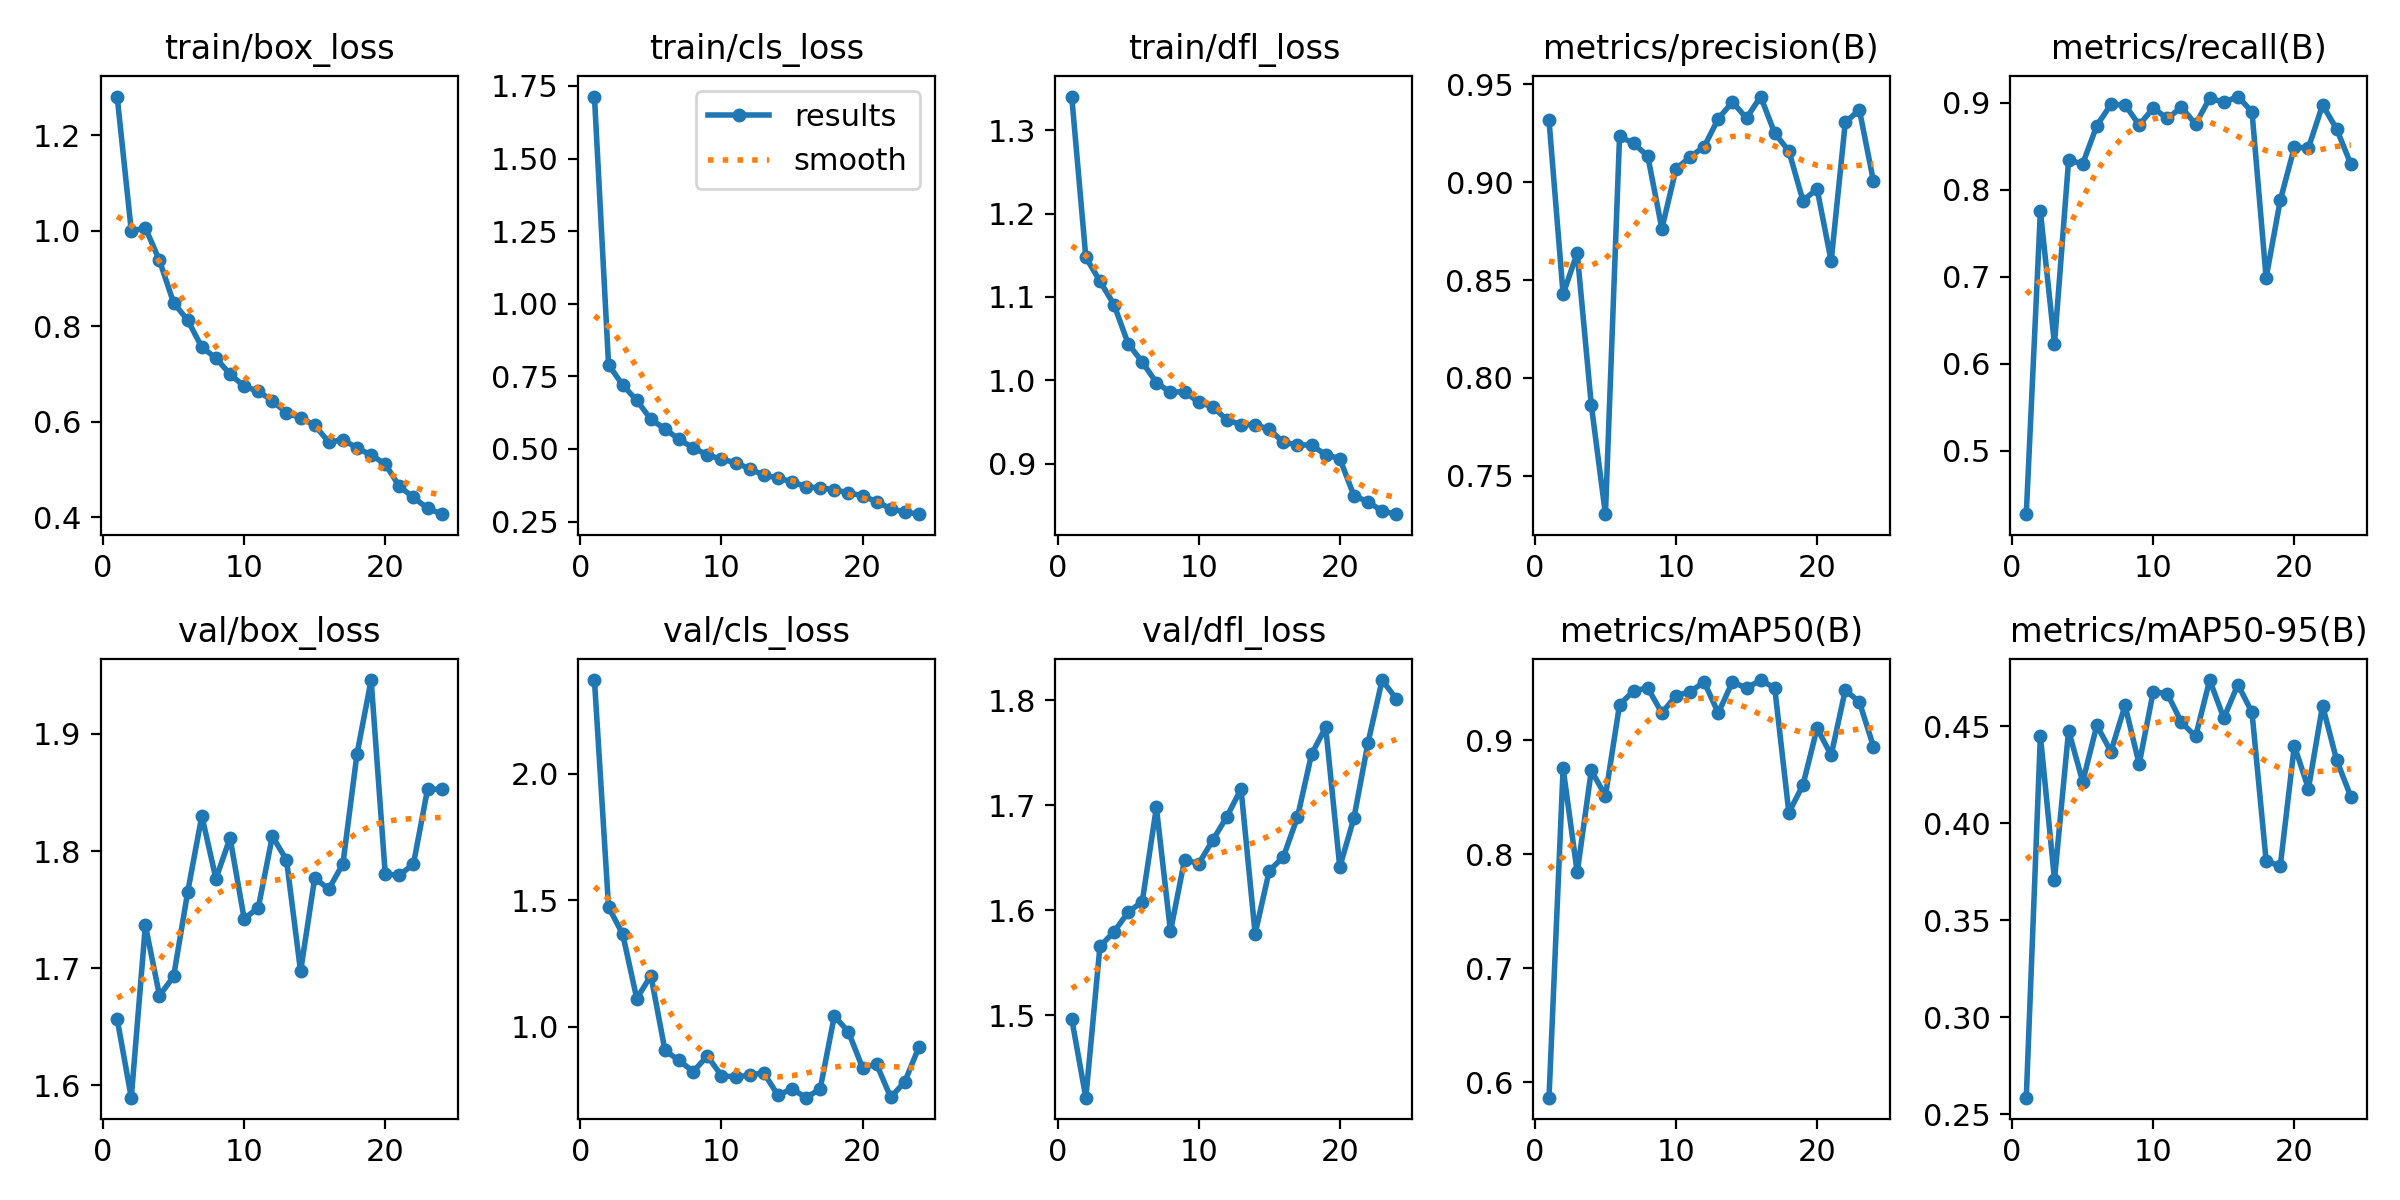 train/box_loss
1.2
1.0
0.8
0.6
0.4
0 10 20
train/cls_loss
results
smooth
1.75
1.50
1.25
1.00
0.75
0.50
0.25
0 10 20
train/dfl_loss
1.3
1.2
1.1
1.0
0.9
0 10 20
metrics/precision(B)
0.95
0.90
0.85
0.80
0.75
0 10 20
metrics/recall(B)
0.9
0.8
0.7
0.6
0.5
0 10 20
val/box_loss
1.9
1.8
1.7
1.6
0 10 20
val/cls_loss
2.0
1.5
1.0
0 10 20
val/dfl_loss
1.8
1.7
1.6
1.5
0 10 20
metrics/mAP50(B)
0.9
0.8
0.7
0.6
0 10 20
metrics/mAP50-95(B)
0.45
0.40
0.35
0.30
0.25
0 10 20